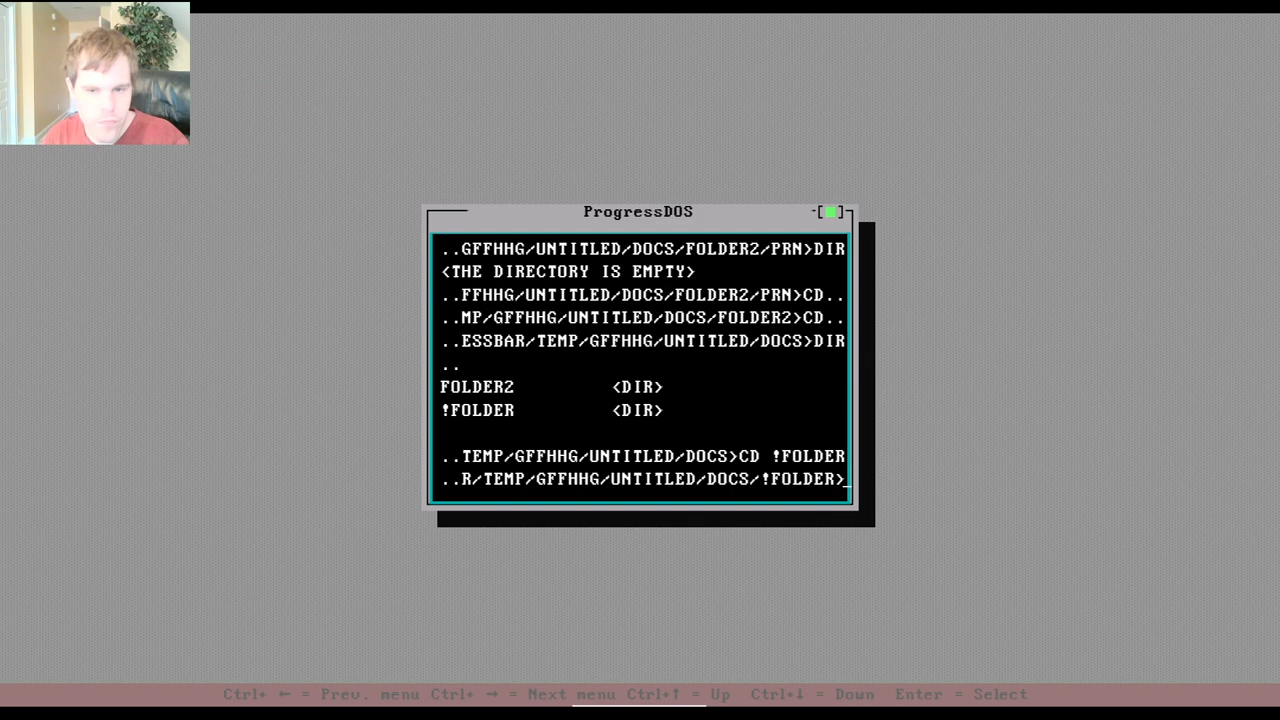 ProgressDOS
..GFFHHG/UNTITLED/DOCS/FOLDER2/PRN>DIR
<THE DIRECTORY IS EMPTY>
..FFHHG/UNTITLED/DOCS/FOLDER2/PRN>CD..
..MP/GFFHHG/UNTITLED/DOCS/FOLDER2>CD..
..ESSBAR/TEMP/GFFHHG/UNTITLED/DOCS>DIR
..
FOLDER2 <DIR>
!FOLDER <DIR>
..TEMP/GFFHHG/UNTITLED/DOCS>CD !FOLDER
..R/TEMP/GFFHHG/UNTITLED/DOCS/!FOLDER>_
Ctrl+ ← = Prev. menu Ctrl+ → = Next menu Ctrl+↑ = Up Ctrl+↓ = Down Enter = Select